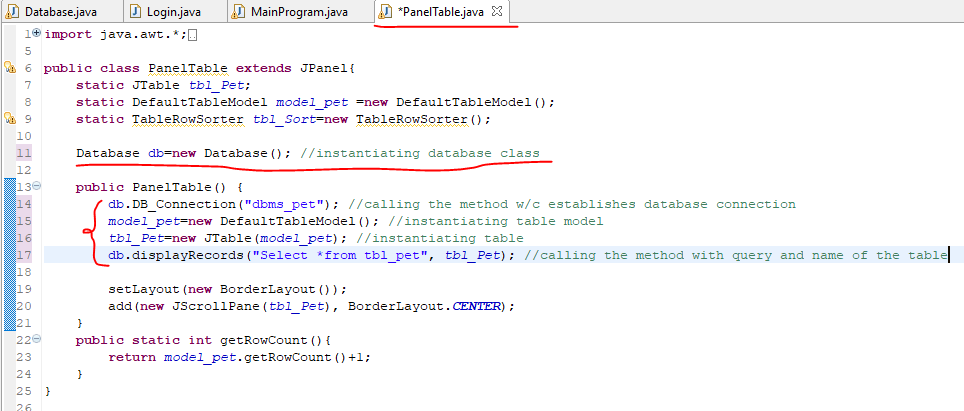 Database.java Login.java MainProgram.java *PanelTable.java
1 import java.awt.*;
5
6 public class PanelTable extends JPanel{
7 static JTable tbl_Pet;
8 static DefaultTableModel model_pet =new DefaultTableModel();
9 static TableRowSorter tbl_Sort=new TableRowSorter();
10
11 Database db=new Database(); //instantiating database class
12
13 public PanelTable() {
14 db.DB_Connection("dbms_pet"); //calling the method w/c establishes database connection
15 model_pet=new DefaultTableModel(); //instantiating table model
16 tbl_Pet=new JTable(model_pet); //instantiating table
17 db.displayRecords("Select *from tbl_pet", tbl_Pet); //calling the method with query and name of the table
18
19 setLayout(new BorderLayout());
20 add(new JScrollPane(tbl_Pet), BorderLayout.CENTER);
21 }
22 public static int getRowCount(){
23 return model_pet.getRowCount()+1;
24 }
25 }
26